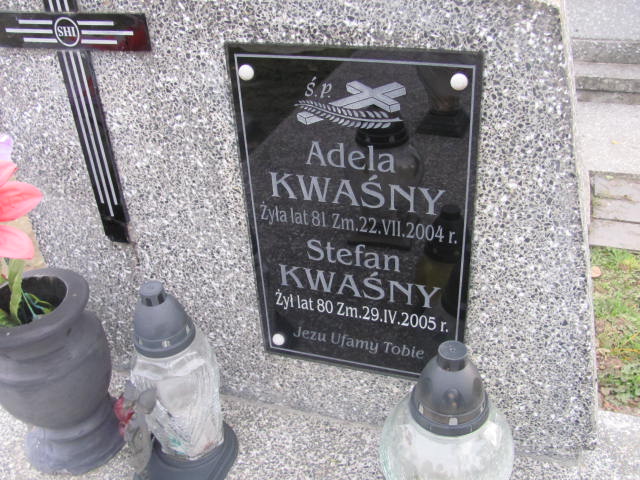 SHI
Ś.P.
Adela
KWAŚNY
Żyła lat 81 Zm.22.VII.2004 r.
Stefan
KWAŚNY
Żył lat 80 Zm.29.IV.2005 r.
Jezu Ufamy Tobie